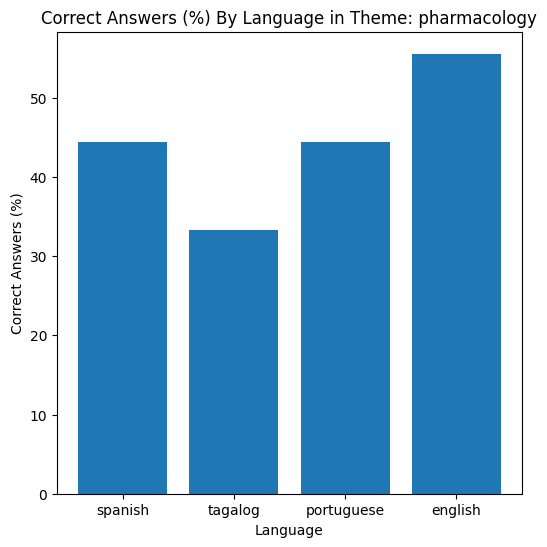 Correct Answers (%) By Language in Theme: pharmacology
Correct Answers (%)
50
40
30
20
10
0
spanish tagalog portuguese english
Language